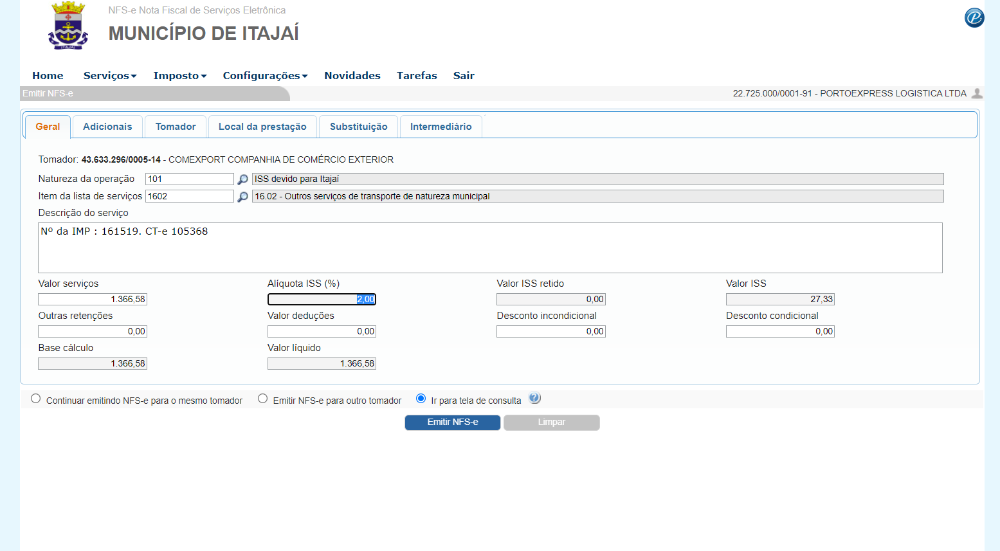 NFS-e Nota Fiscal de Serviços Eletrônica
MUNICÍPIO DE ITAJAÍ
ITAJAÍ
Home Serviços Imposto Configurações Novidades Tarefas Sair
Emitir NFS-e
22.725.000/0001-91 - PORTOEXPRESS LOGISTICA LTDA
Geral Adicionais Tomador Local da prestação Substituição Intermediário
Tomador: 43.633.296/0005-14 - COMEXPORT COMPANHIA DE COMÉRCIO EXTERIOR
Natureza da operação 101 ISS devido para Itajaí
Item da lista de serviços 1602 16.02 - Outros serviços de transporte de natureza municipal
Descrição do serviço
Nº da IMP : 161519. CT-e 105368
Valor serviços Alíquota ISS (%) Valor ISS retido Valor ISS
1.366,58 2,00 0,00 27,33
Outras retenções Valor deduções Desconto incondicional Desconto condicional
0,00 0,00 0,00 0,00
Base cálculo Valor líquido
1.366,58 1.366,58
Continuar emitindo NFS-e para o mesmo tomador Emitir NFS-e para outro tomador Ir para tela de consulta ?
Emitir NFS-e Limpar